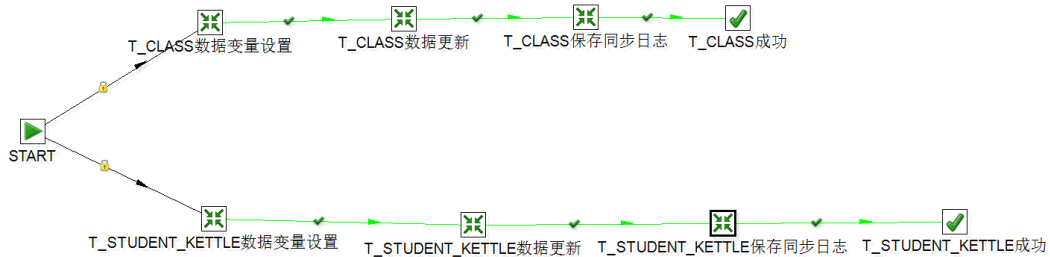 T_CLASS数据变量设置
T_CLASS数据更新
T_CLASS保存同步日志
T_CLASS成功
START
T_STUDENT_KETTLE数据变量设置
T_STUDENT_KETTLE数据更新
T_STUDENT_KETTLE保存同步日志
T_STUDENT_KETTLE成功